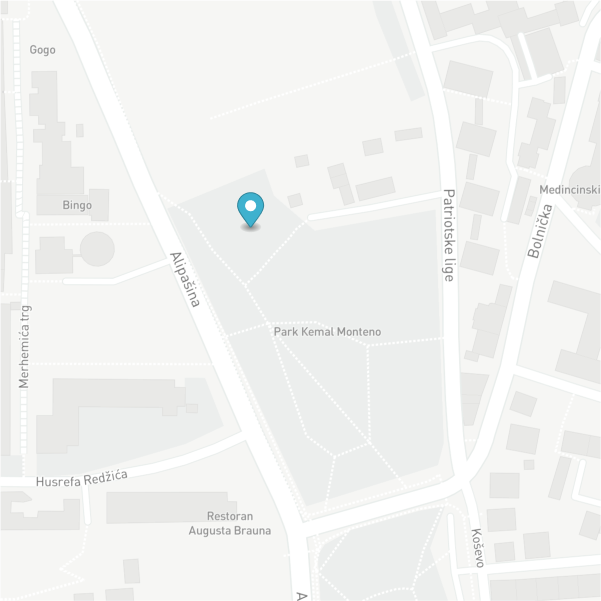 Gogo
Bingo
Medincinski
Patriotske lige
Bolnička
Alipašina
Merhemića trg
Park Kemal Monteno
Husrefa Redžića
Restoran
Augusta Brauna
Koševo
A